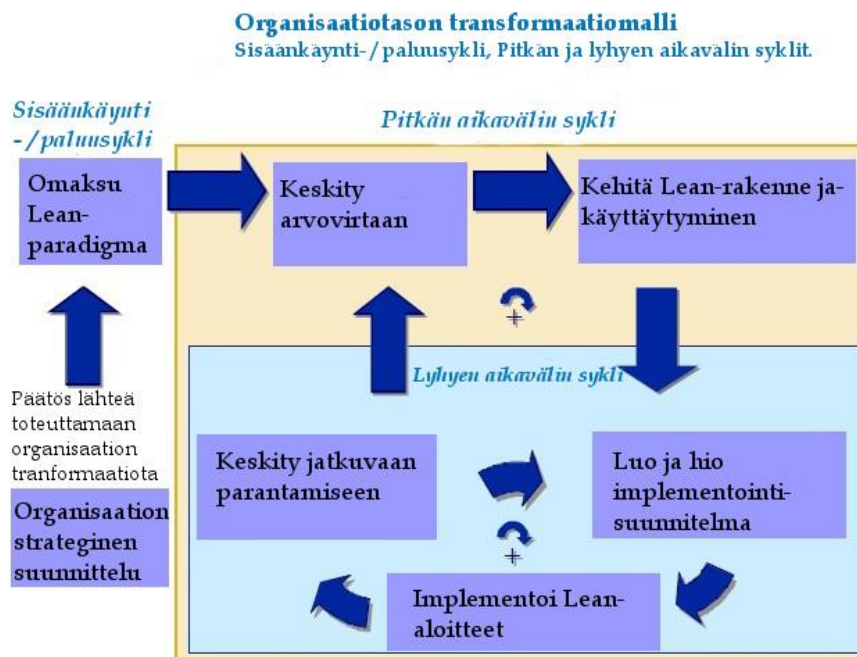 Organisaatiotason transformaatiomalli
Sisäänkäynti- / paluusykli, Pitkän ja lyhyen aikavälin syklit.
Sisäänkäynti
- / paluusykli
Pitkän aikavälin sykli
Omaksu
Lean-
paradigma
Keskity
arvovirtaan
Kehitä Lean-rakenne ja-
käyttäytyminen
Lyhyen aikavälin sykli
Päätös lähteä
toteuttamaan
organisaation
tranformaatiota
Organisaation
strateginen
suunnittelu
Keskity jatkuvaan
parantamiseen
Luo ja hio
implementointi-
suunnitelma
Implementoi Lean-
aloitteet